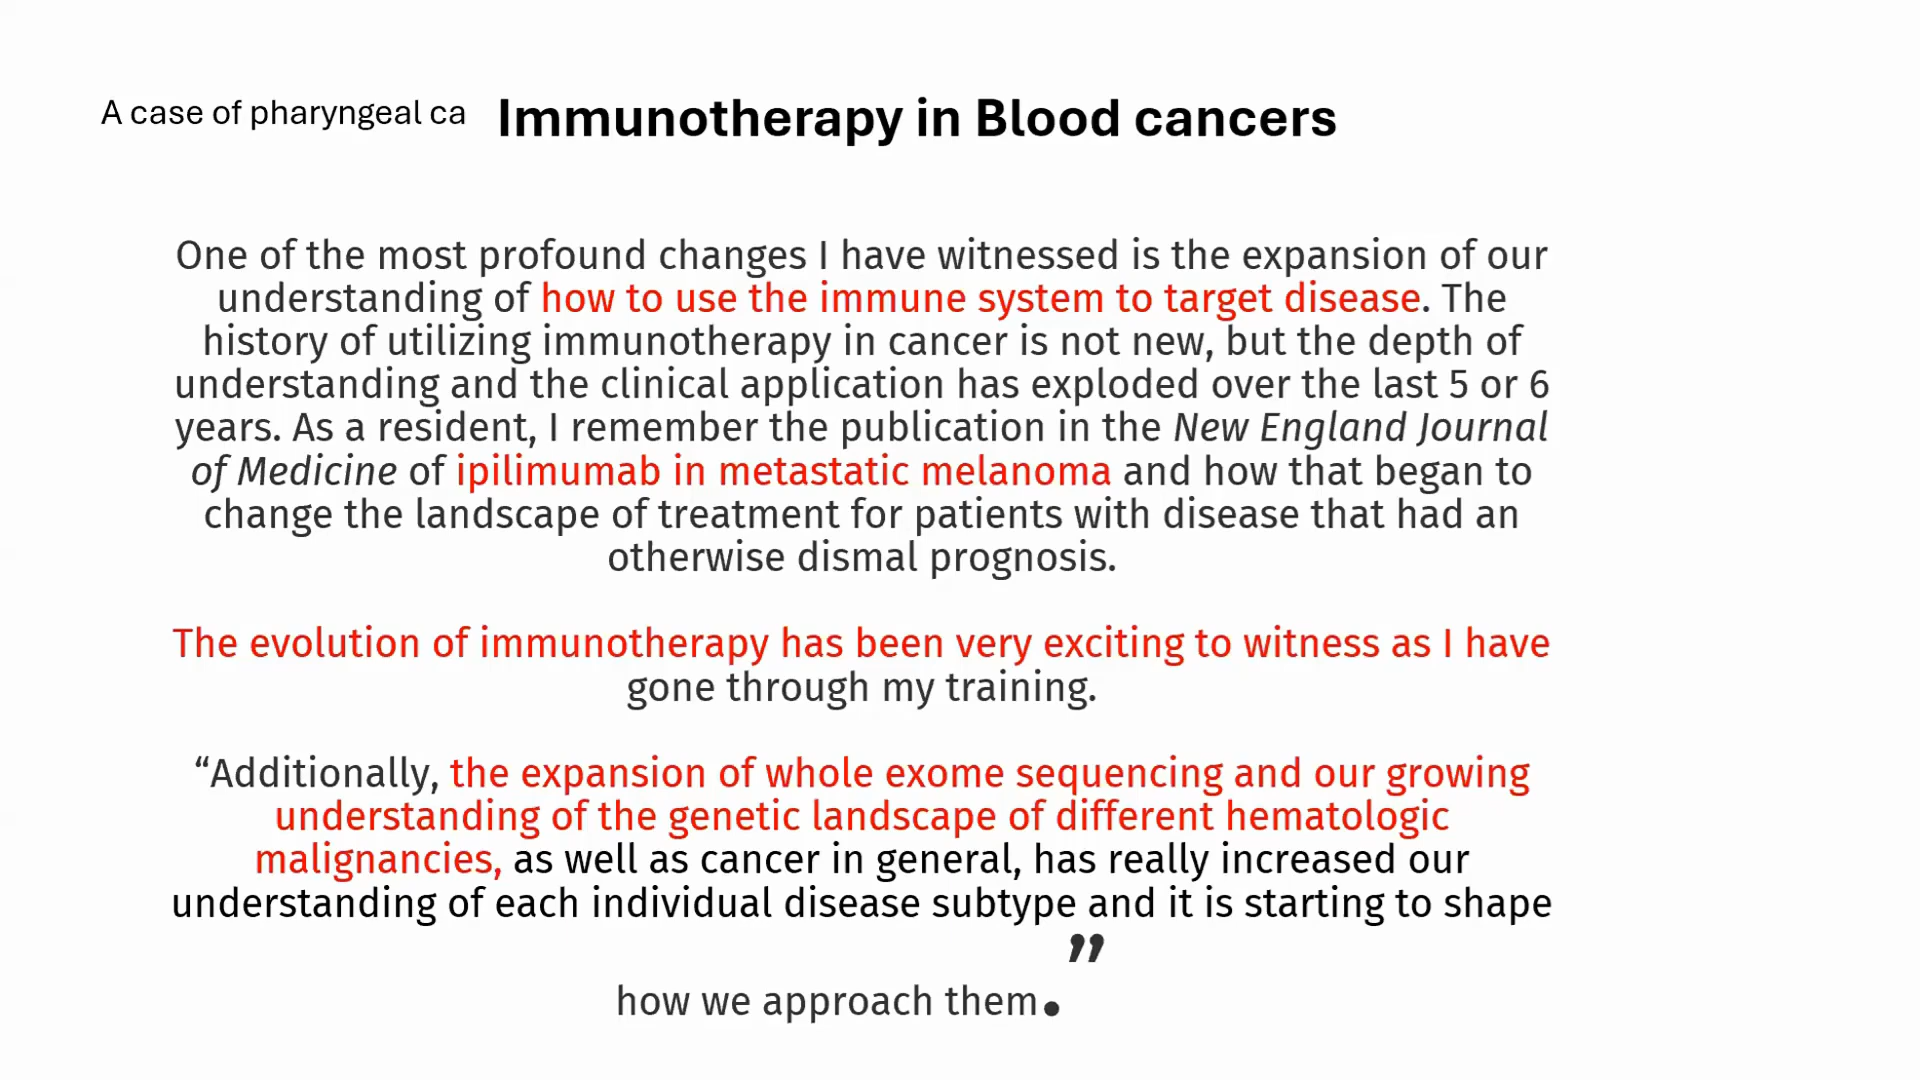 A case of pharyngeal ca Immunotherapy in Blood cancers
One of the most profound changes I have witnessed is the expansion of our
understanding of how to use the immune system to target disease. The
history of utilizing immunotherapy in cancer is not new, but the depth of
understanding and the clinical application has exploded over the last 5 or 6
years. As a resident, I remember the publication in the New England Journal
of Medicine of ipilimumab in metastatic melanoma and how that began to
change the landscape of treatment for patients with disease that had an
otherwise dismal prognosis.
The evolution of immunotherapy has been very exciting to witness as I have
gone through my training.
“Additionally, the expansion of whole exome sequencing and our growing
understanding of the genetic landscape of different hematologic
malignancies, as well as cancer in general, has really increased our
understanding of each individual disease subtype and it is starting to shape
how we approach them.”